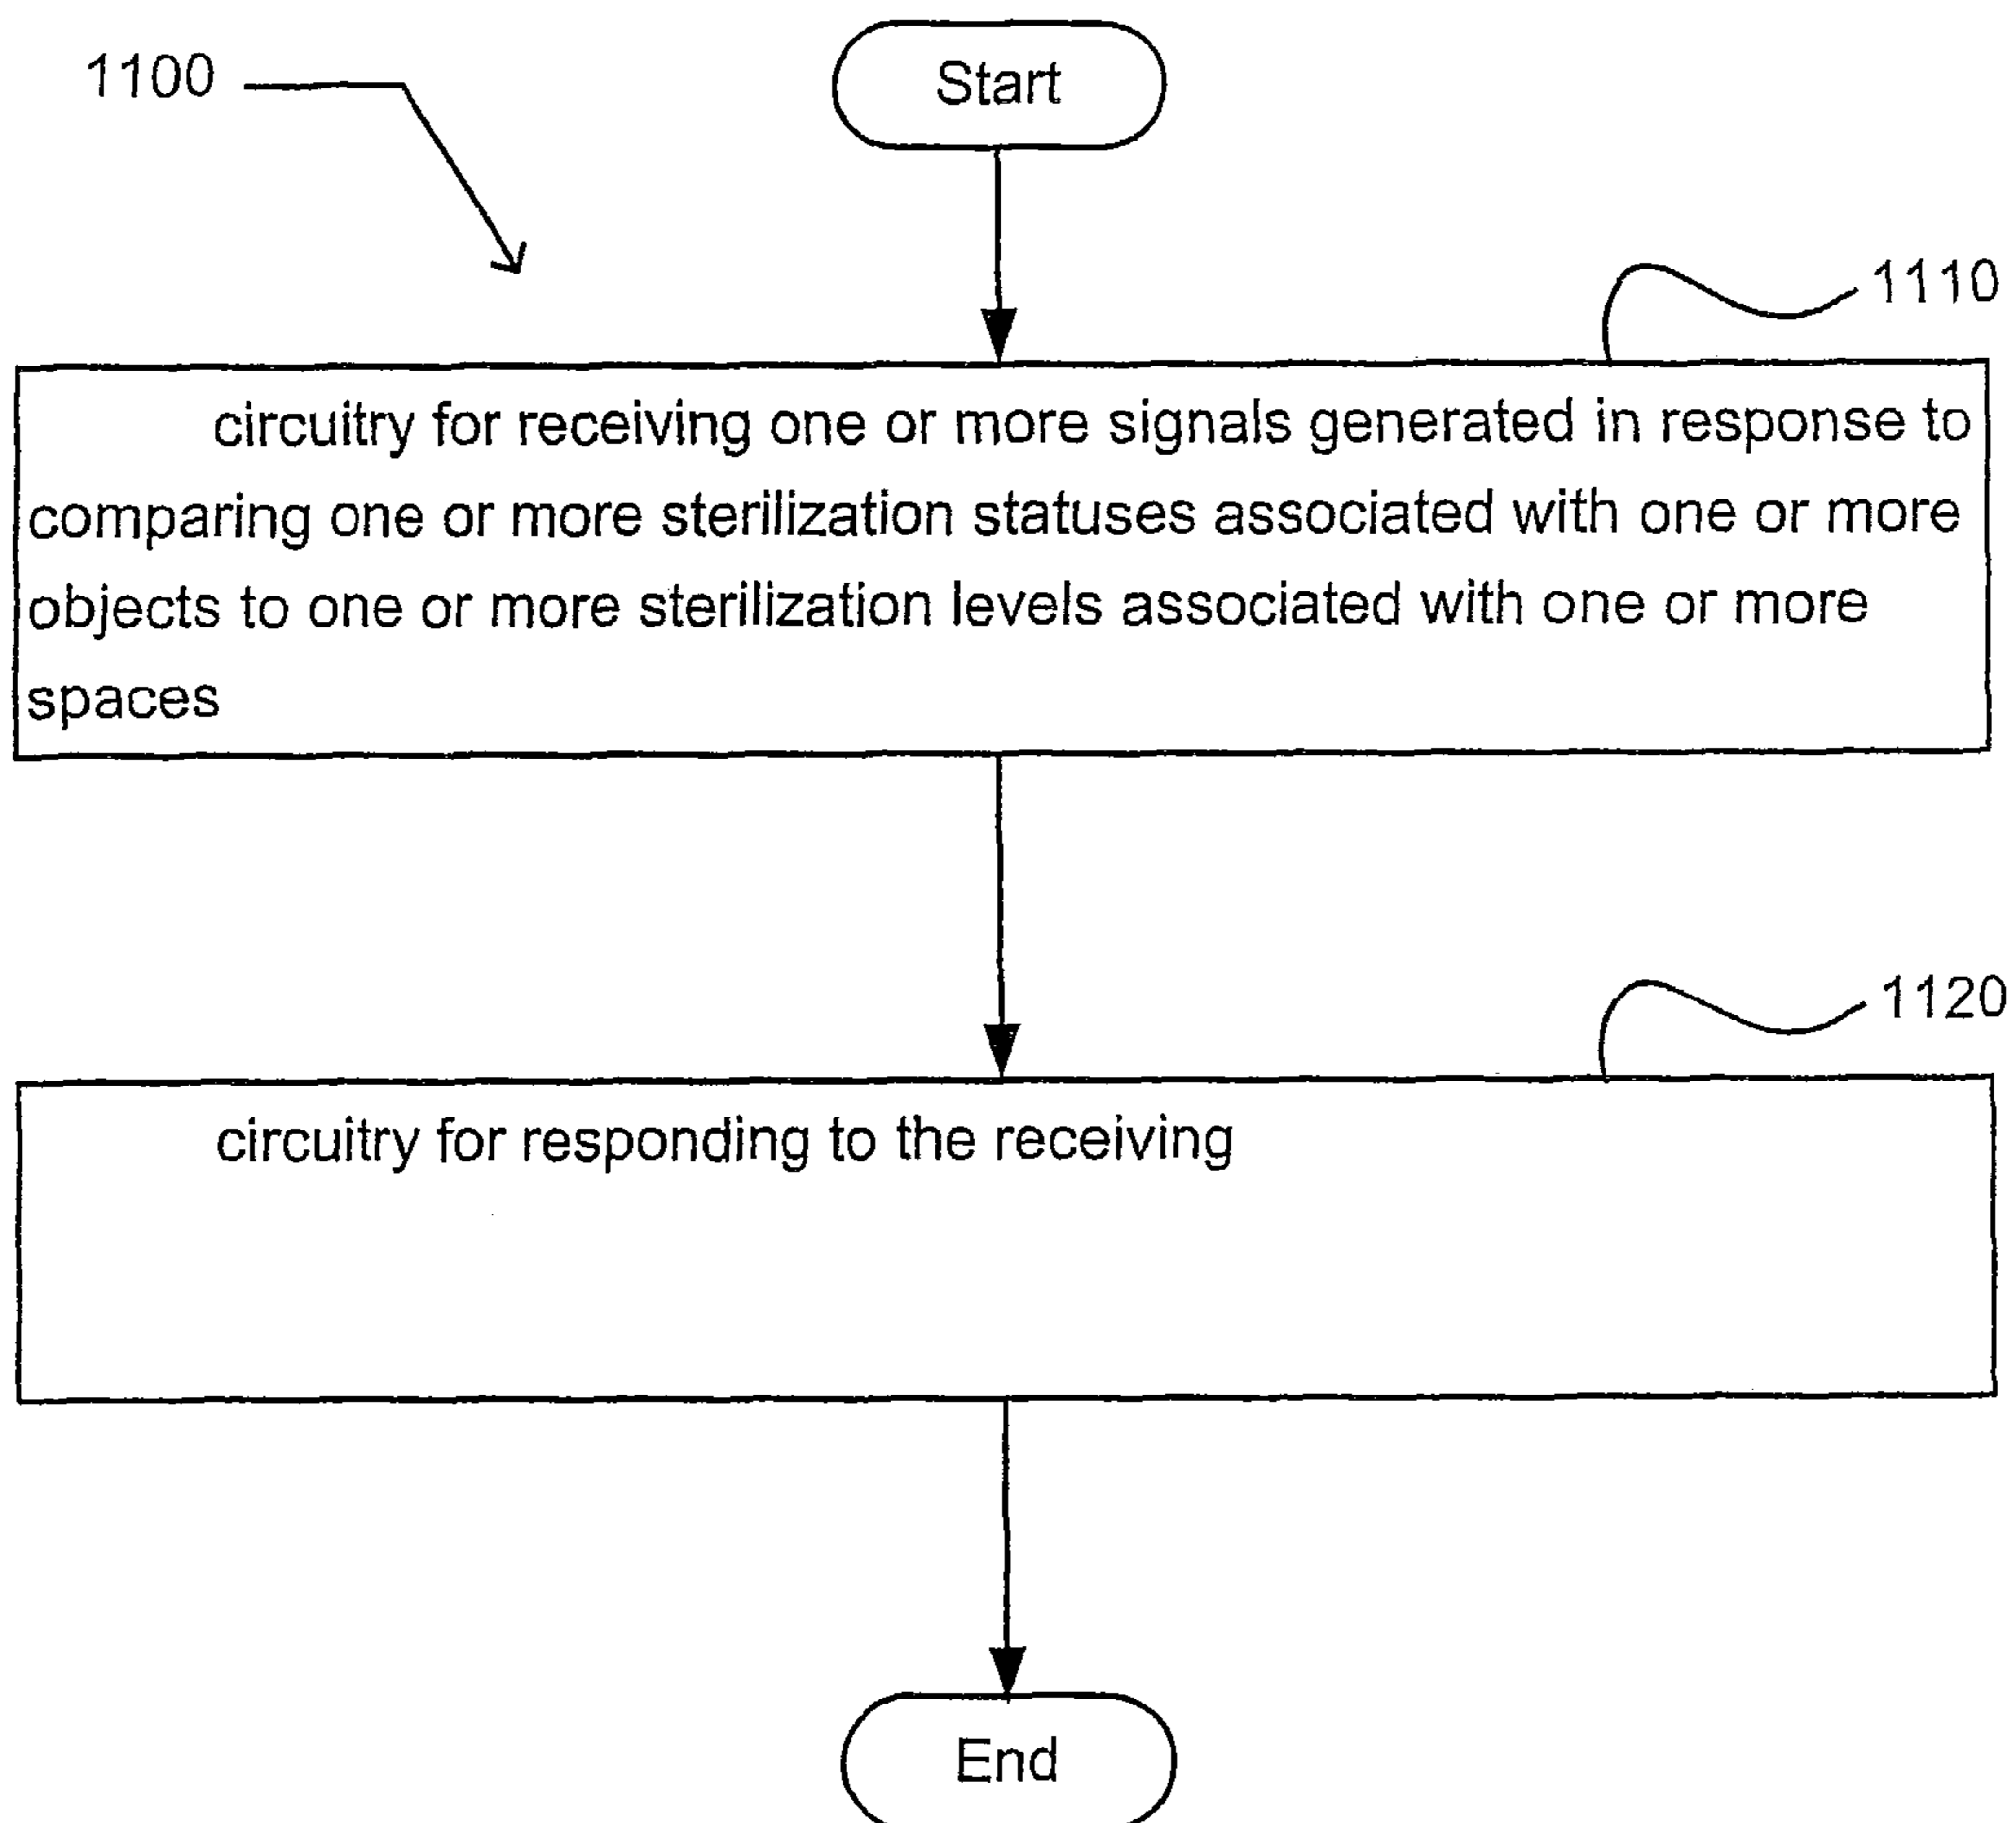 1100
Start
1110
circuitry for receiving one or more signals generated in response to
comparing one or more sterilization statuses associated with one or more
objects to one or more sterilization levels associated with one or more
spaces
1120
circuitry for responding to the receiving
End